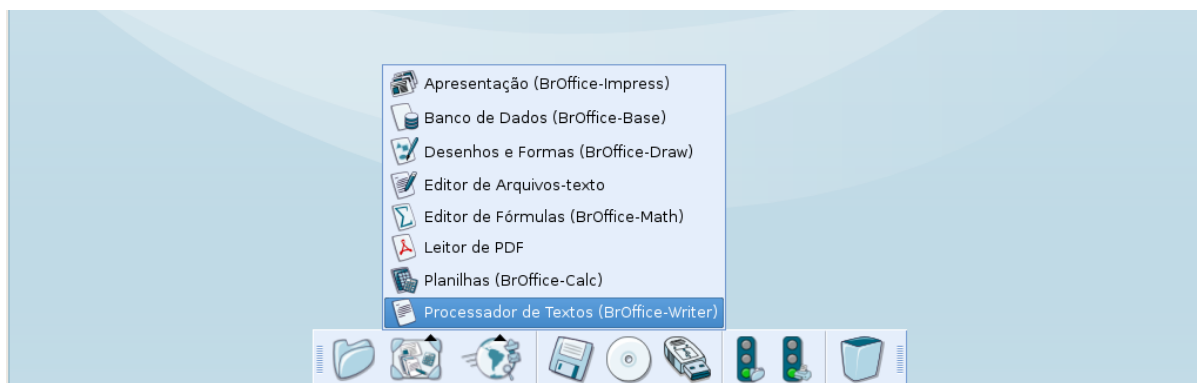 Apresentação (BrOffice-Impress)
Banco de Dados (BrOffice-Base)
Desenhos e Formas (BrOffice-Draw)
Editor de Arquivos-texto
Editor de Fórmulas (BrOffice-Math)
Leitor de PDF
Planilhas (BrOffice-Calc)
Processador de Textos (BrOffice-Writer)